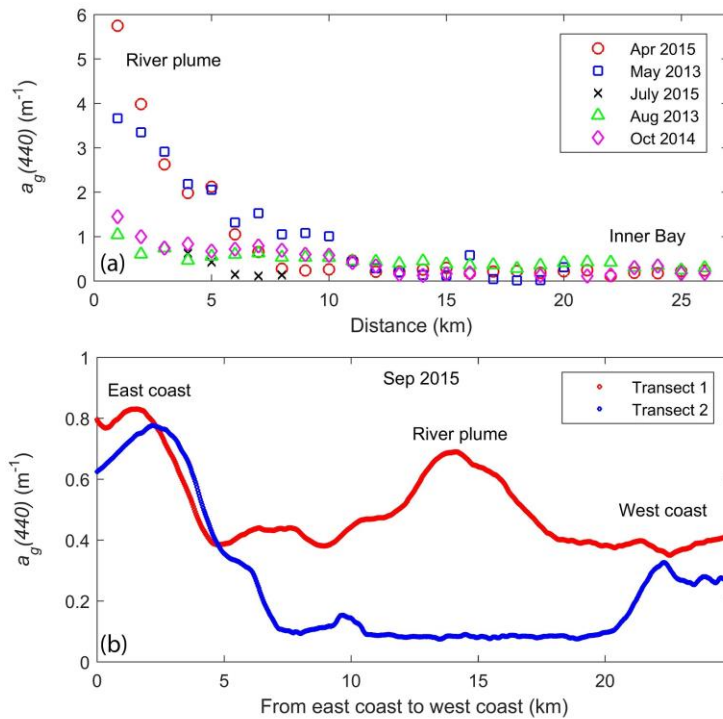 6
5
4
3
2
1
0
a_g(440) (m^-1)
River plume
Apr 2015
May 2013
July 2015
Aug 2013
Oct 2014
Inner Bay
(a)
0 5 10 15 20 25
Distance (km)
1
0.8
0.6
0.4
0.2
0
a_g(440) (m^-1)
East coast
Sep 2015
Transect 1
Transect 2
River plume
West coast
(b)
0 5 10 15 20
From east coast to west coast (km)